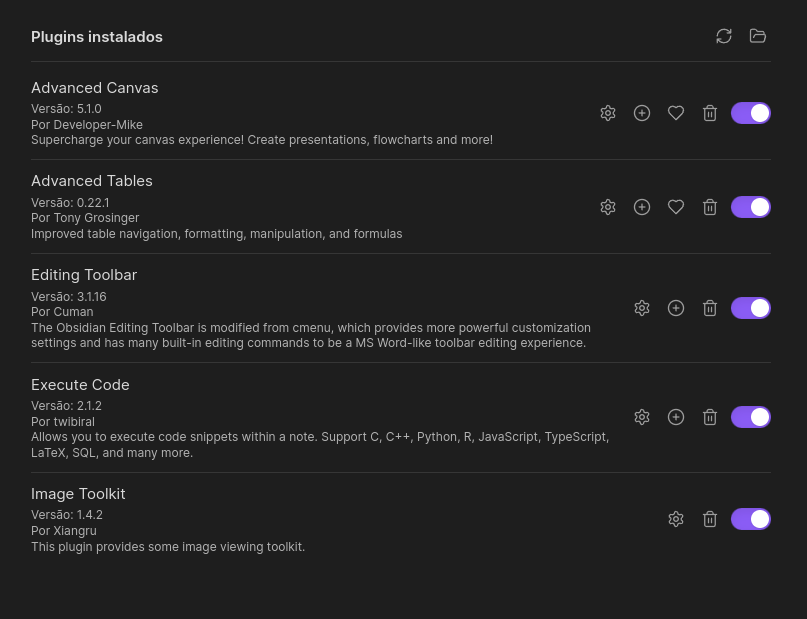 Plugins instalados
Advanced Canvas
Versão: 5.1.0
Por Developer-Mike
Supercharge your canvas experience! Create presentations, flowcharts and more!
Advanced Tables
Versão: 0.22.1
Por Tony Grosinger
Improved table navigation, formatting, manipulation, and formulas
Editing Toolbar
Versão: 3.1.16
Por Cuman
The Obsidian Editing Toolbar is modified from cmenu, which provides more powerful customization
settings and has many built-in editing commands to be a MS Word-like toolbar editing experience.
Execute Code
Versão: 2.1.2
Por twibiral
Allows you to execute code snippets within a note. Support C, C++, Python, R, JavaScript, TypeScript,
LaTeX, SQL, and many more.
Image Toolkit
Versão: 1.4.2
Por Xiangru
This plugin provides some image viewing toolkit.